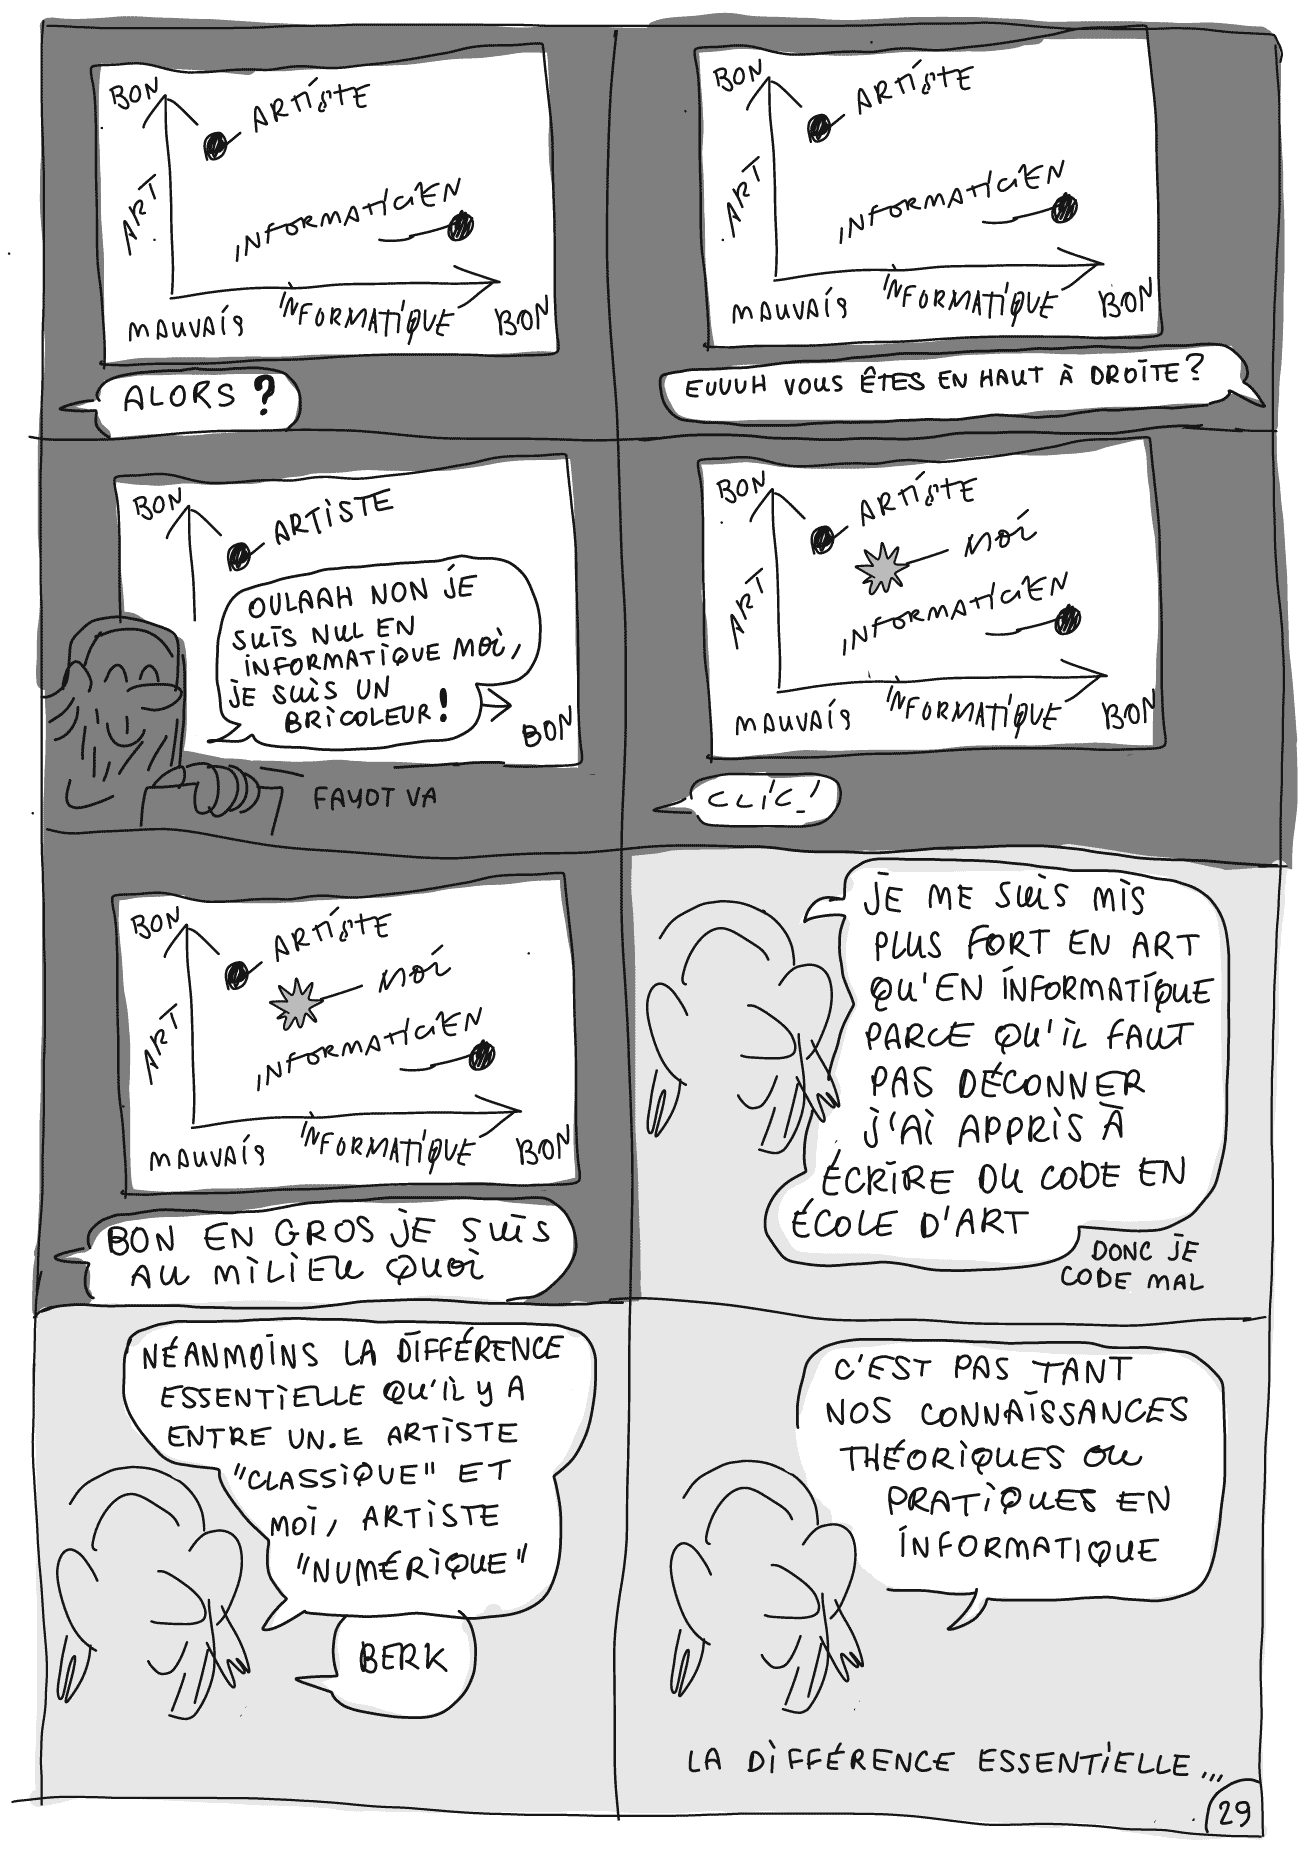 BON
ARTISTE
ART
INFORMATICIEN
MAUVAIS
INFORMATIQUE
BON
ALORS ?
BON
ARTISTE
ART
INFORMATICIEN
MAUVAIS
INFORMATIQUE
BON
EUUUH VOUS ÊTES EN HAUT À DROITE ?
BON
ARTISTE
OULAAH NON JE
SUIS NUL EN
INFORMATIQUE MOI,
JE SUIS UN
BRICOLEUR !
BON
FAYOT VA
BON
ARTISTE
MOI
ART
INFORMATICIEN
MAUVAIS
INFORMATIQUE
BON
CLIC !
BON
ARTISTE
MOI
ART
INFORMATICIEN
MAUVAIS
INFORMATIQUE
BON
BON EN GROS JE SUIS
AU MILIEU QUOI
JE ME SUIS MIS
PLUS FORT EN ART
QU'EN INFORMATIQUE
PARCE QU'IL FAUT
PAS DÉCONNER
J'AI APPRIS À
ÉCRIRE DU CODE EN
ÉCOLE D'ART
DONC JE
CODE MAL
NÉANMOINS LA DIFFÉRENCE
ESSENTIELLE QU'IL Y A
ENTRE UN.E ARTISTE
"CLASSIQUE" ET
MOI, ARTISTE
"NUMÉRIQUE"
BERK
C'EST PAS TANT
NOS CONNAISSANCES
THÉORIQUES OU
PRATIQUES EN
INFORMATIQUE
LA DIFFÉRENCE ESSENTIELLE...
29